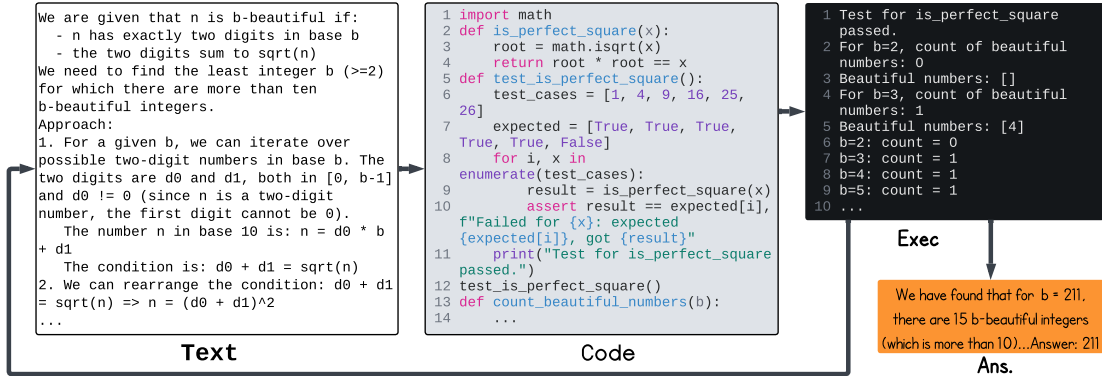 We are given that n is b-beautiful if:
- n has exactly two digits in base b
- the two digits sum to sqrt(n)
We need to find the least integer b (>=2)
for which there are more than ten
b-beautiful integers.
Approach:
1. For a given b, we can iterate over
possible two-digit numbers in base b. The
two digits are d0 and d1, both in [0, b-1]
and d0 != 0 (since n is a two-digit
number, the first digit cannot be 0).
The number n in base 10 is: n = d0 * b
+ d1
The condition is: d0 + d1 = sqrt(n)
2. We can rearrange the condition: d0 + d1
= sqrt(n) => n = (d0 + d1)^2
...
Text
1 import math
2 def is_perfect_square(x):
3 root = math.isqrt(x)
4 return root * root == x
5 def test_is_perfect_square():
6 test_cases = [1, 4, 9, 16, 25,
26]
7 expected = [True, True, True,
True, True, False]
8 for i, x in
enumerate(test_cases):
9 result = is_perfect_square(x)
10 assert result == expected[i],
f"Failed for {x}: expected
{expected[i]}, got {result}"
11 print("Test for is_perfect_square
passed.")
12 test_is_perfect_square()
13 def count_beautiful_numbers(b):
14 ...
Code
1 Test for is_perfect_square
passed.
2 For b=2, count of beautiful
numbers: 0
3 Beautiful numbers: []
4 For b=3, count of beautiful
numbers: 1
5 Beautiful numbers: [4]
6 b=2: count = 0
7 b=3: count = 1
8 b=4: count = 1
9 b=5: count = 1
10 ...
Exec
We have found that for b = 211,
there are 15 b-beautiful integers
(which is more than 10)...Answer: 211
Ans.